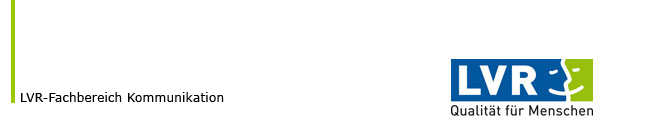 LVR-Fachbereich Kommunikation
LVR
Qualität für Menschen